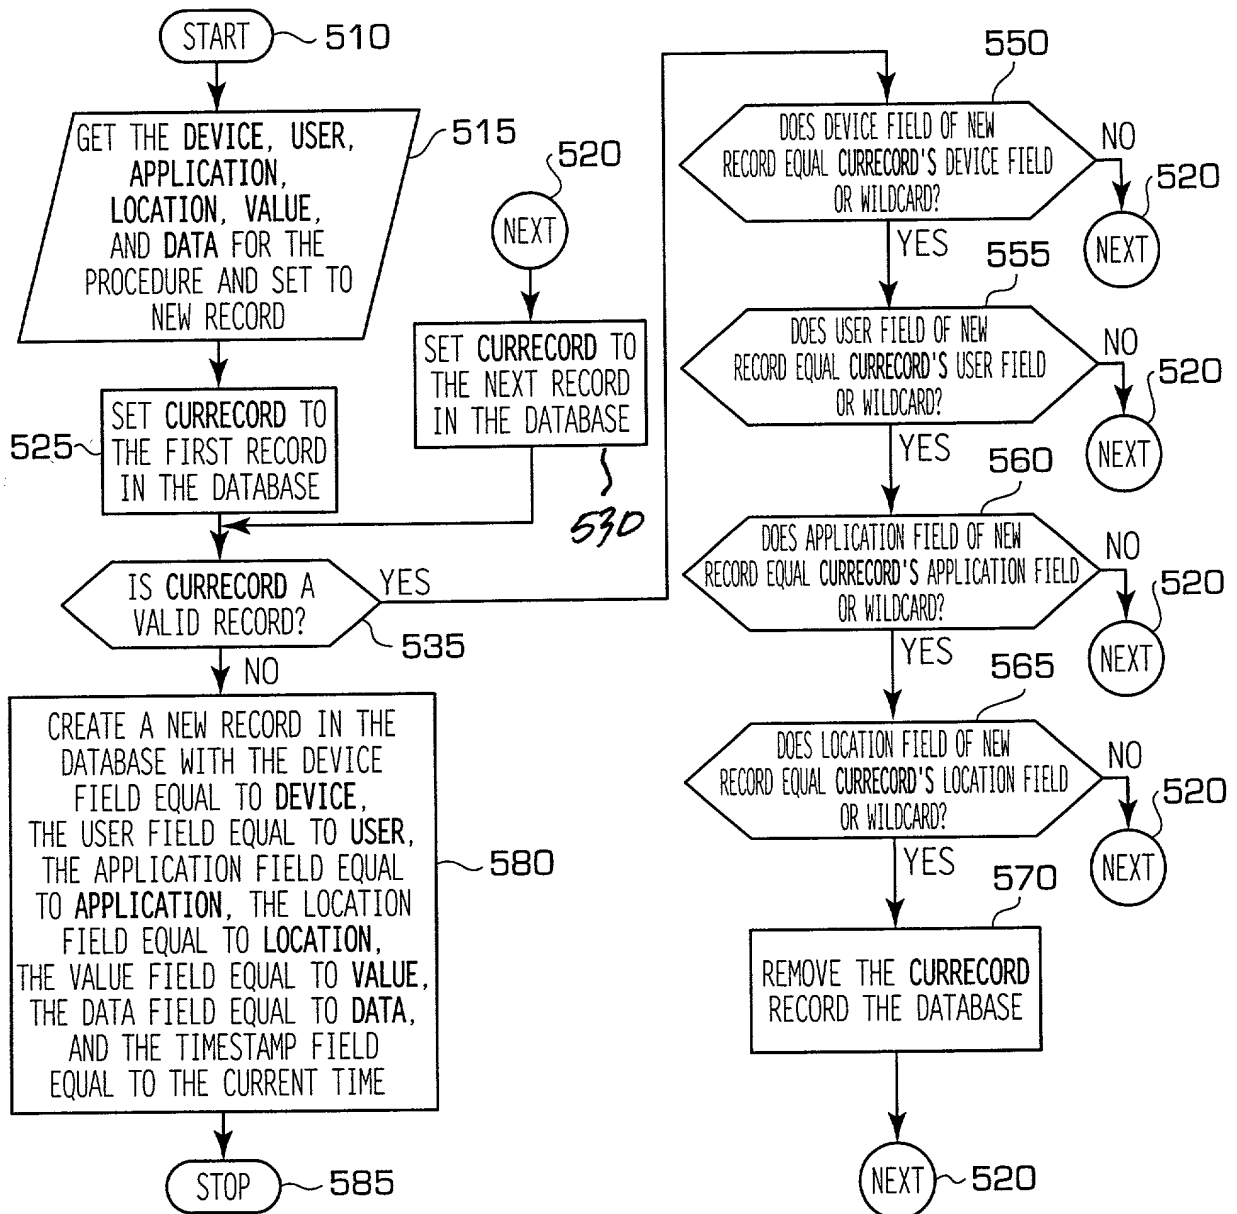 START
510
GET THE DEVICE, USER,
APPLICATION,
LOCATION, VALUE,
AND DATA FOR THE
PROCEDURE AND SET TO
NEW RECORD
515
520
NEXT
SET CURRECORD TO
THE NEXT RECORD
IN THE DATABASE
530
525
SET CURRECORD TO
THE FIRST RECORD
IN THE DATABASE
IS CURRECORD A
VALID RECORD?
YES
535
NO
CREATE A NEW RECORD IN THE
DATABASE WITH THE DEVICE
FIELD EQUAL TO DEVICE,
THE USER FIELD EQUAL TO USER,
THE APPLICATION FIELD EQUAL
TO APPLICATION, THE LOCATION
FIELD EQUAL TO LOCATION,
THE VALUE FIELD EQUAL TO VALUE,
THE DATA FIELD EQUAL TO DATA,
AND THE TIMESTAMP FIELD
EQUAL TO THE CURRENT TIME
580
STOP
585
550
DOES DEVICE FIELD OF NEW
RECORD EQUAL CURRECORD'S DEVICE FIELD
OR WILDCARD?
NO
520
NEXT
YES
555
DOES USER FIELD OF NEW
RECORD EQUAL CURRECORD'S USER FIELD
OR WILDCARD?
NO
520
NEXT
YES
560
DOES APPLICATION FIELD OF NEW
RECORD EQUAL CURRECORD'S APPLICATION FIELD
OR WILDCARD?
NO
520
NEXT
YES
565
DOES LOCATION FIELD OF NEW
RECORD EQUAL CURRECORD'S LOCATION FIELD
OR WILDCARD?
NO
520
NEXT
YES
570
REMOVE THE CURRECORD
RECORD THE DATABASE
NEXT
520